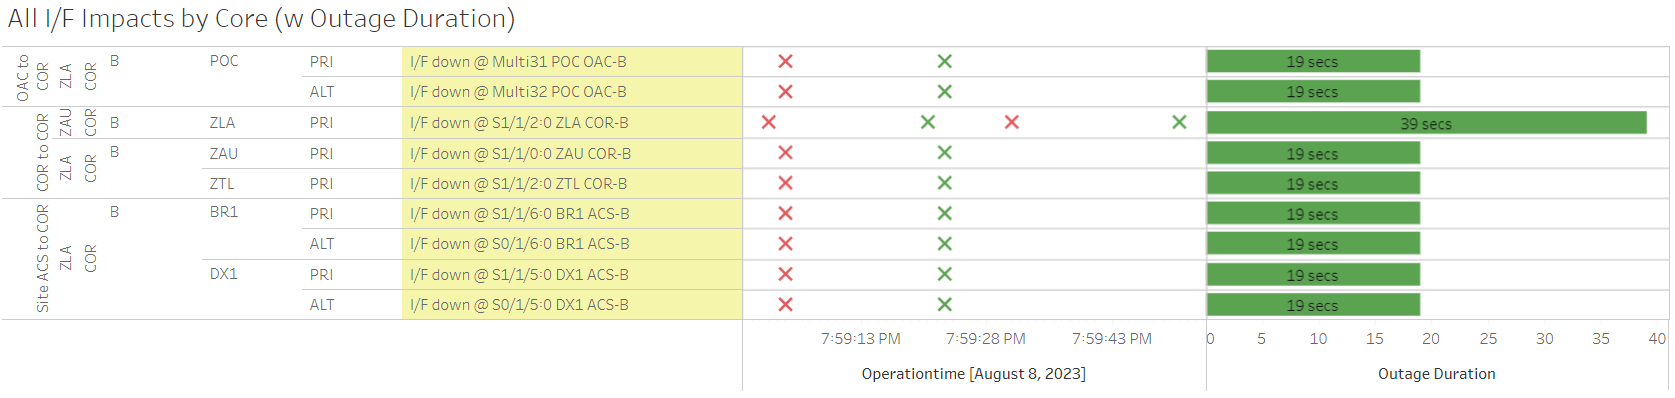 All I/F Impacts by Core (w Outage Duration)
OAC to COR ZLA COR B POC PRI I/F down @ Multi31 POC OAC-B 19 secs
ALT I/F down @ Multi32 POC OAC-B 19 secs
COR to COR ZAU COR B ZLA PRI I/F down @ S1/1/2:0 ZLA COR-B 39 secs
ZLA COR B ZAU PRI I/F down @ S1/1/0:0 ZAU COR-B 19 secs
ZTL PRI I/F down @ S1/1/2:0 ZTL COR-B 19 secs
Site ACS to COR ZLA COR B BR1 PRI I/F down @ S1/1/6:0 BR1 ACS-B 19 secs
ALT I/F down @ S0/1/6:0 BR1 ACS-B 19 secs
DX1 PRI I/F down @ S1/1/5:0 DX1 ACS-B 19 secs
ALT I/F down @ S0/1/5:0 DX1 ACS-B 19 secs
7:59:13 PM 7:59:28 PM 7:59:43 PM 0 5 10 15 20 25 30 35 40
Operationtime [August 8, 2023] Outage Duration